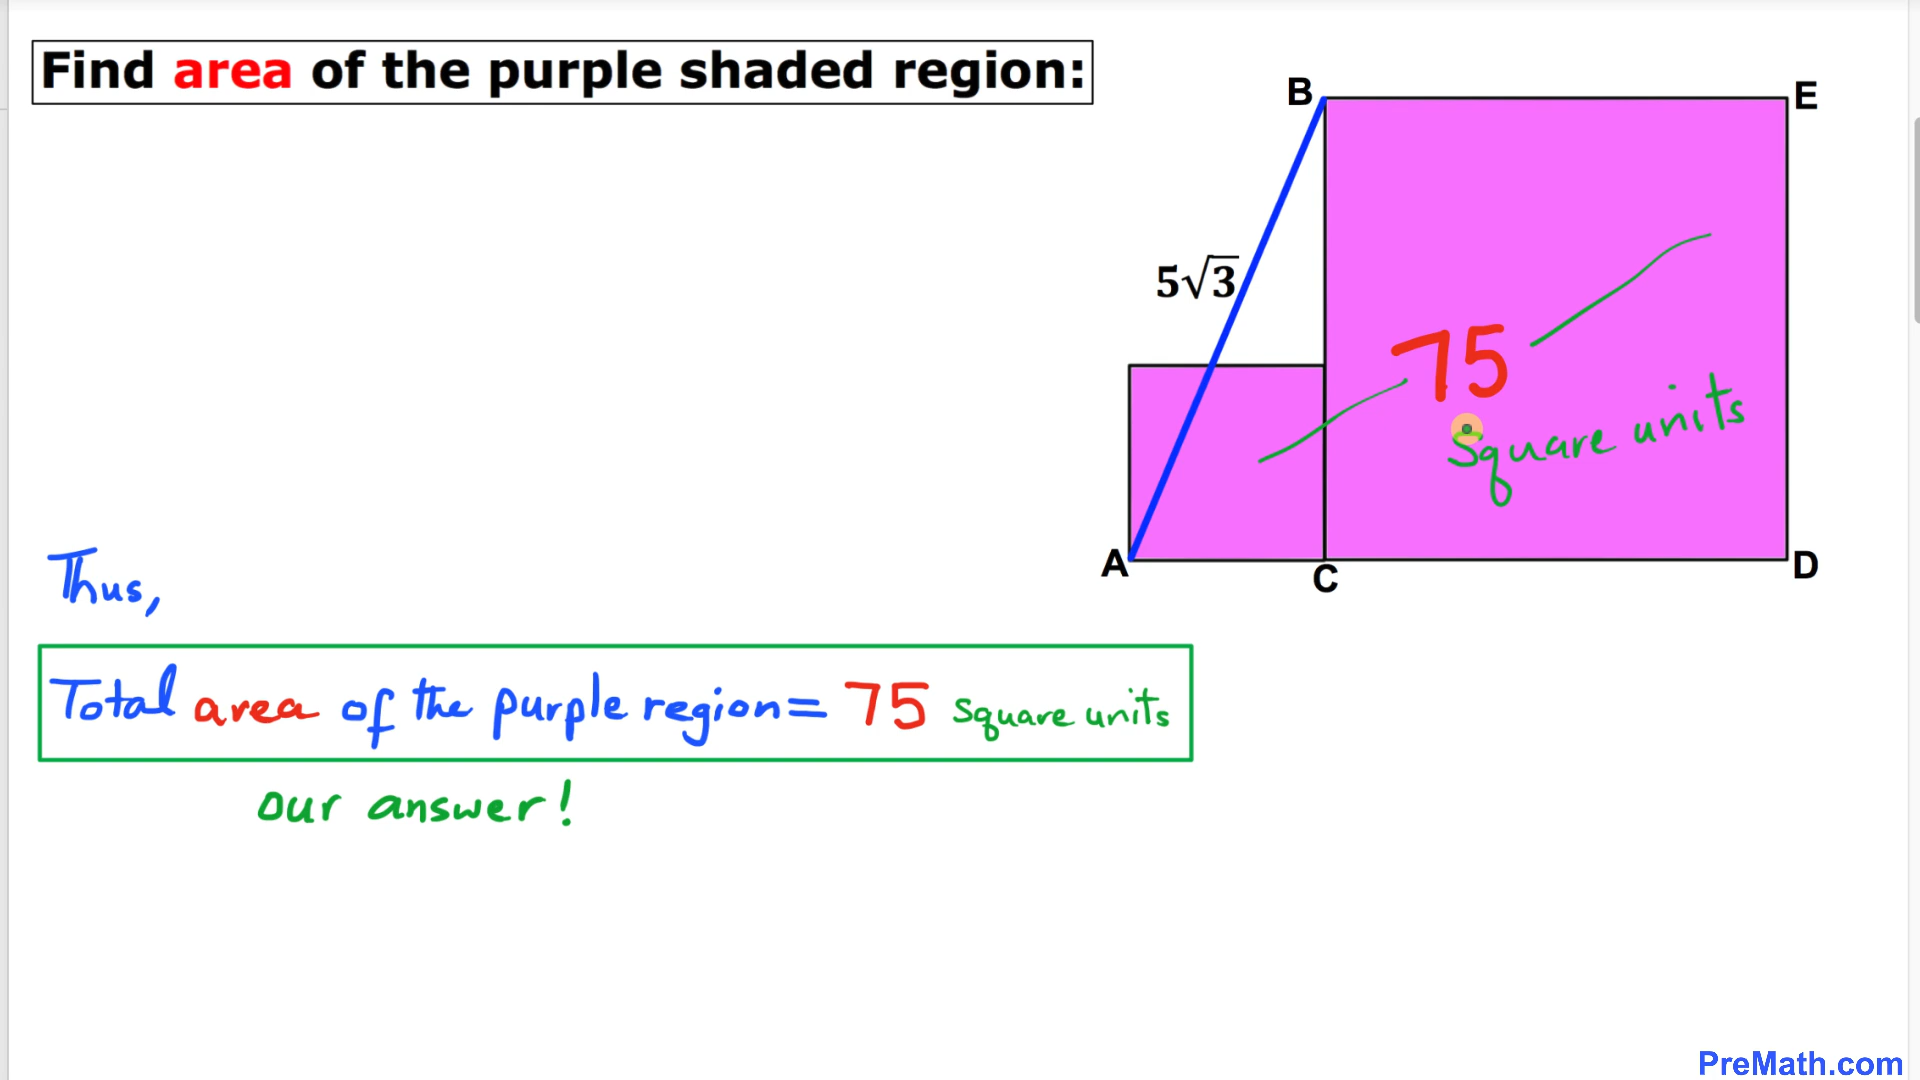 Find area of the purple shaded region:
B
E
5√3
75
square units
A
C
D
Thus,
Total area of the purple region = 75 square units
our answer!
PreMath.com